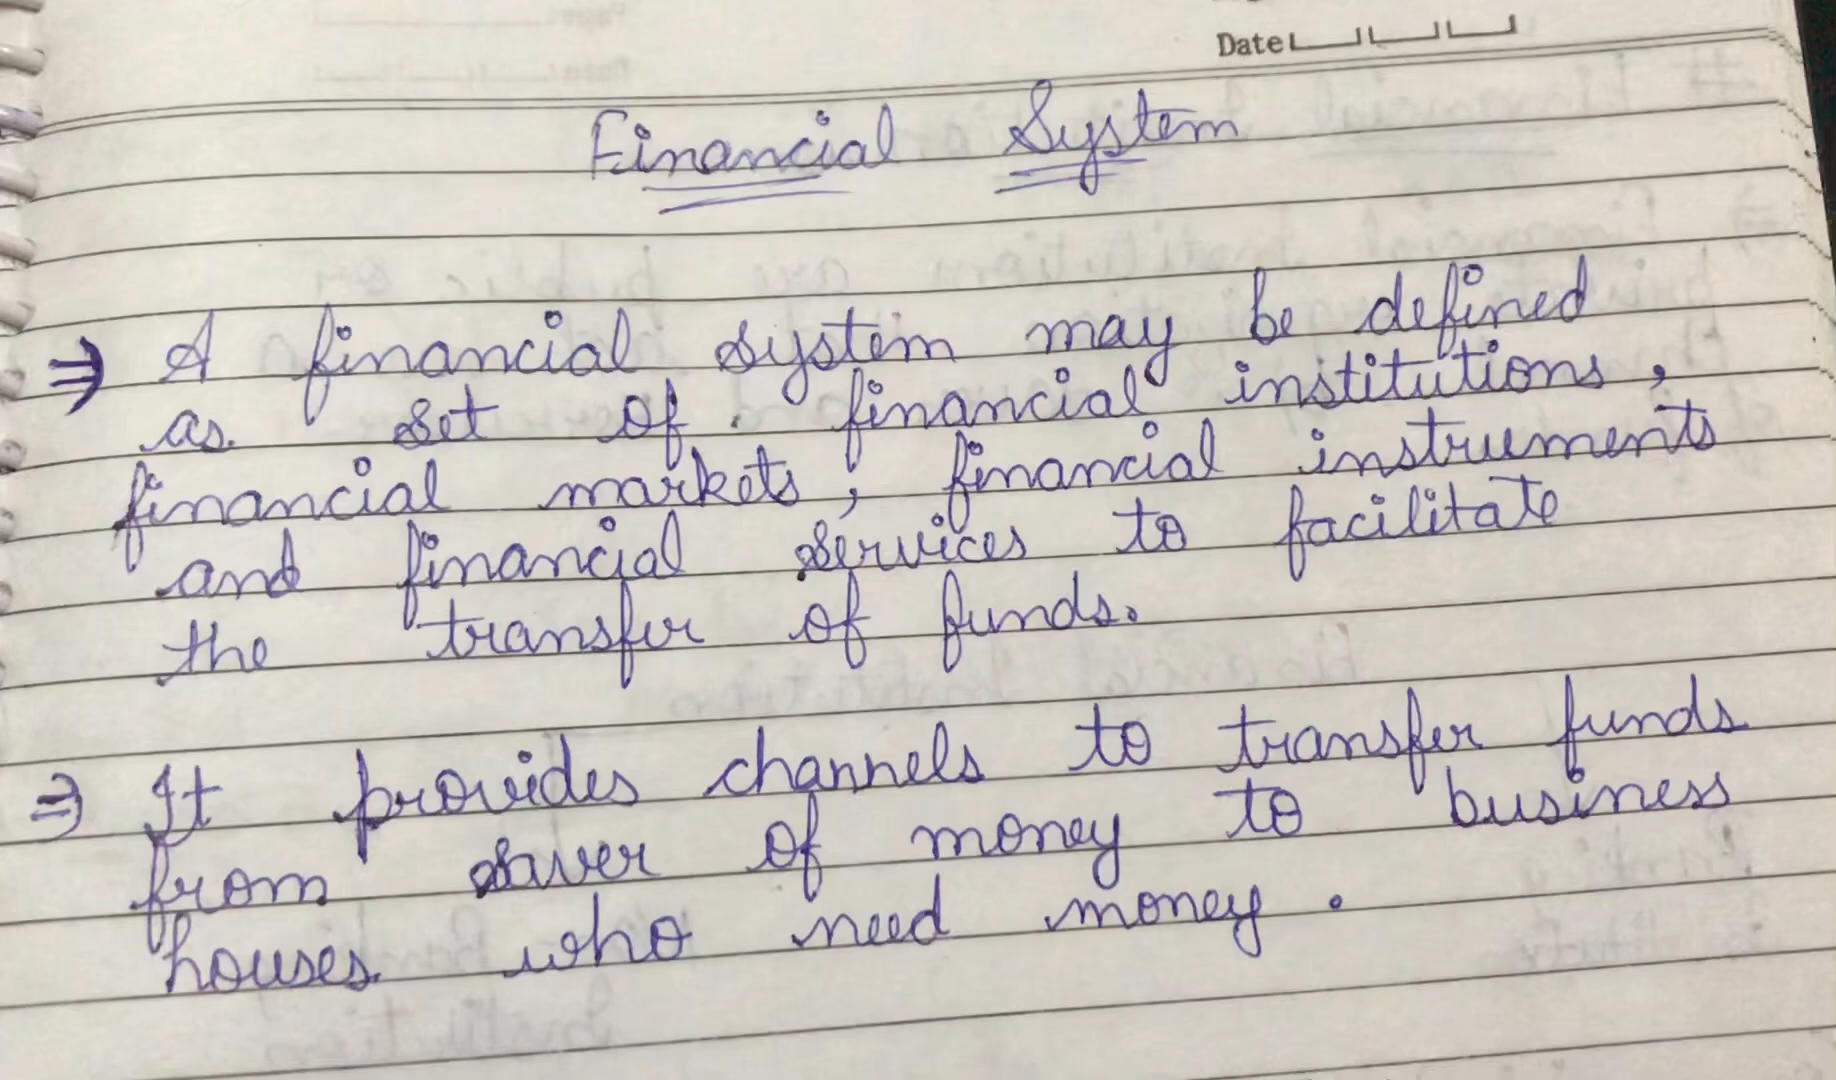 Date
Financial System
⇒ A financial system may be defined
as set of financial institutions,
financial markets, financial instruments
and financial services to facilitate
the transfer of funds.
⇒ It provides channels to transfer funds
from saver of money to business
houses who need money.